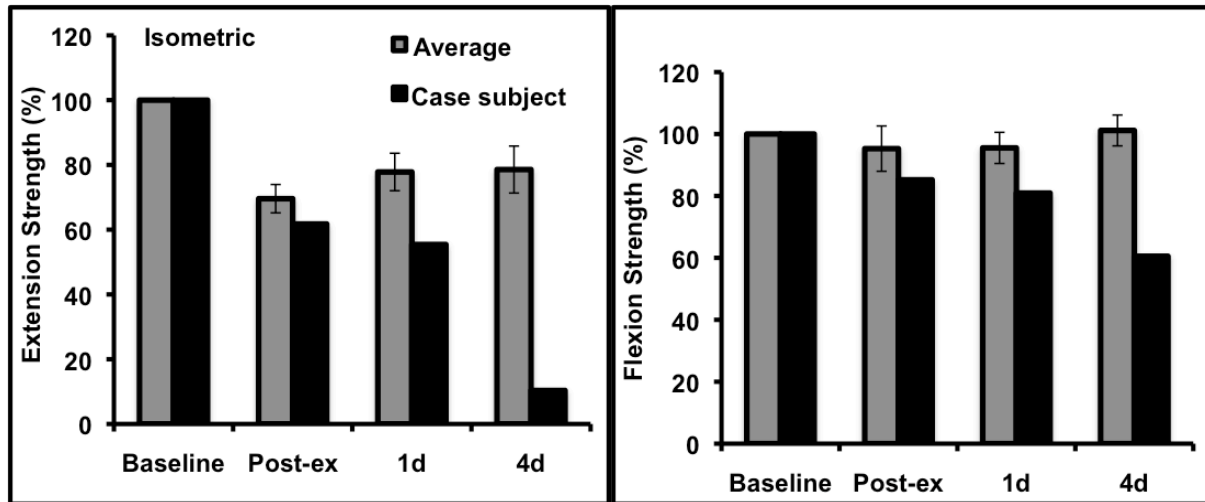 Isometric
Average
Case subject
Extension Strength (%)
120
100
80
60
40
20
0
Baseline Post-ex 1d 4d
Flexion Strength (%)
120
100
80
60
40
20
0
Baseline Post-ex 1d 4d